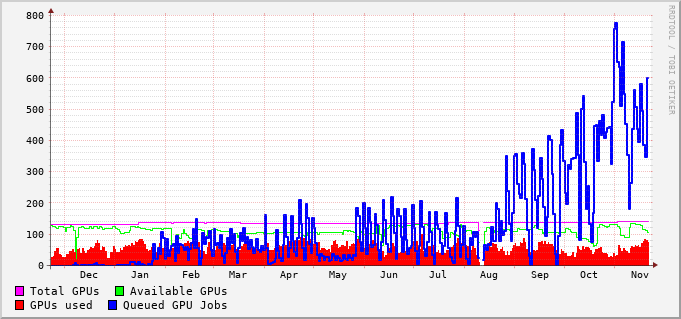 800
700
600
500
400
300
200
100
0
Dec Jan Feb Mar Apr May Jun Jul Aug Sep Oct Nov
Total GPUs Available GPUs
GPUs used Queued GPU Jobs
RRDTOOL / TOBI OETIKER